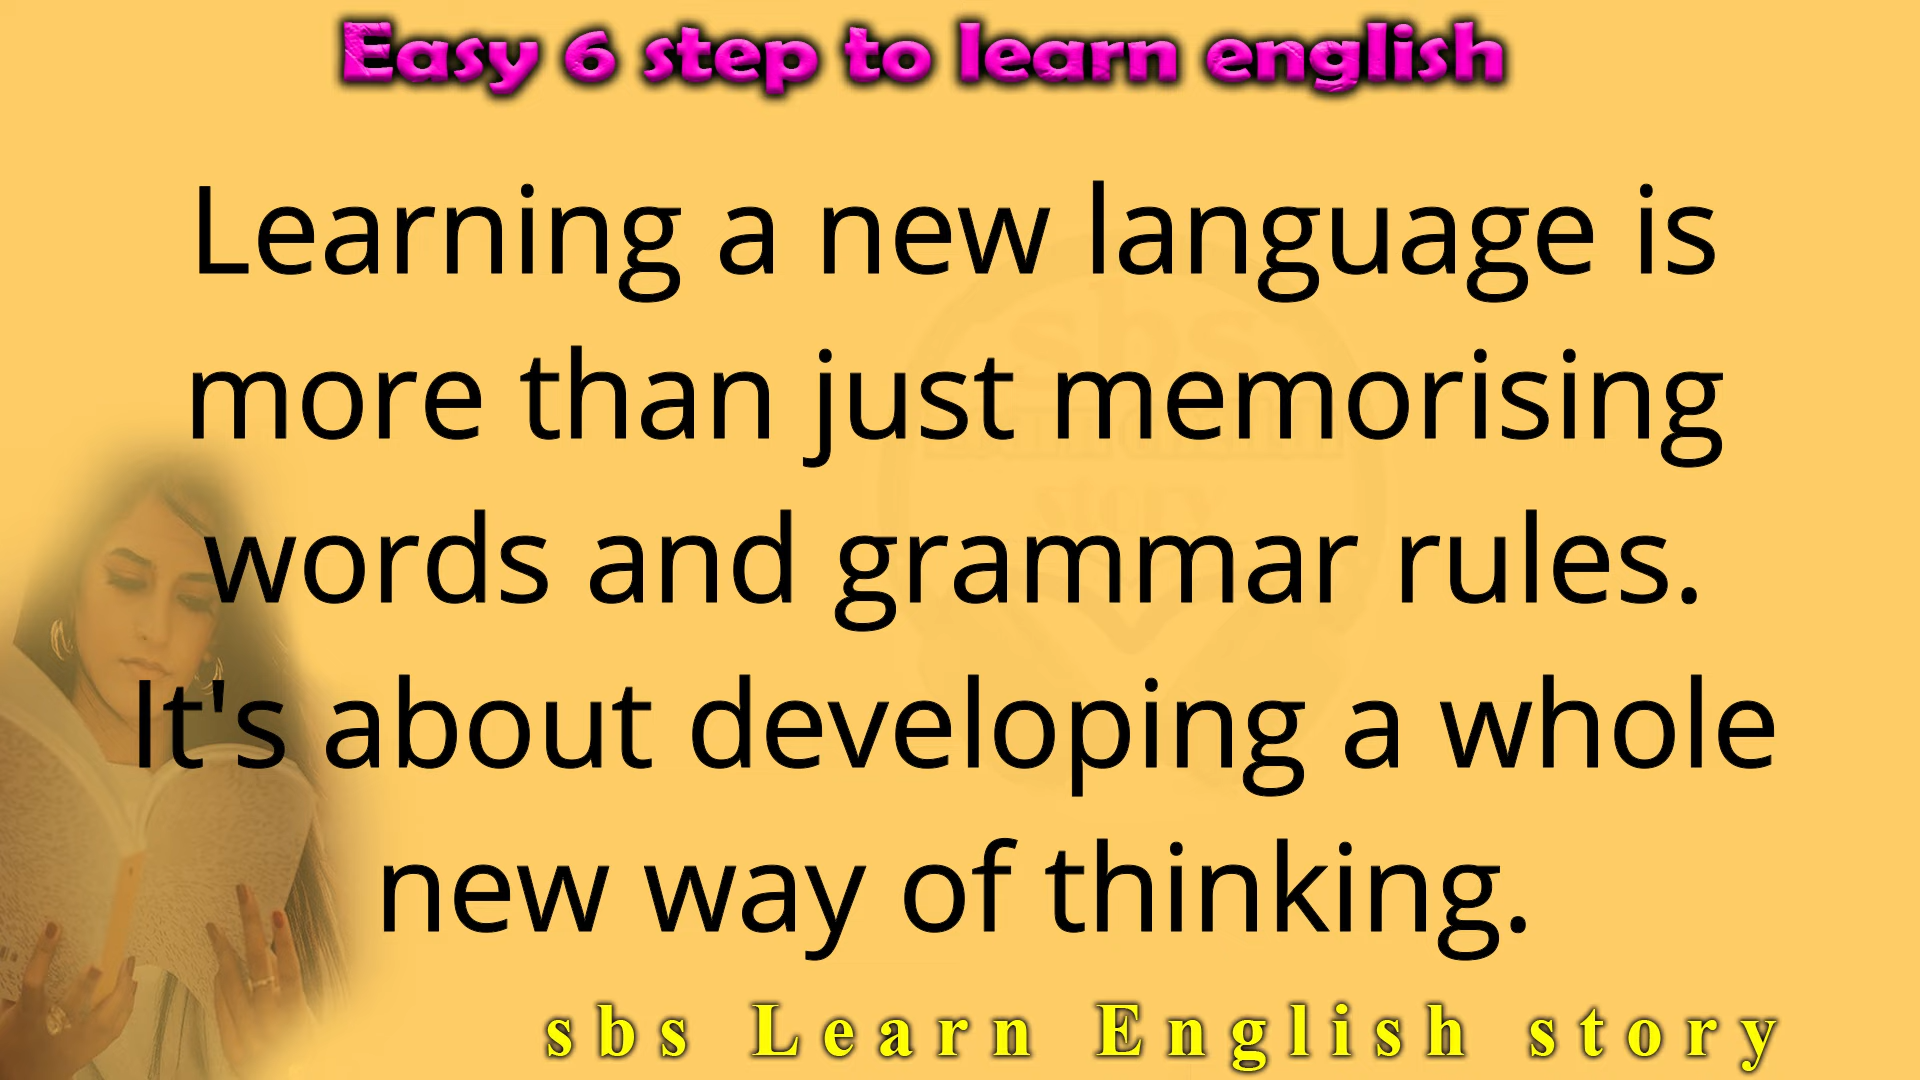 Easy 6 step to learn english
Learning a new language is
more than just memorising
words and grammar rules.
It's about developing a whole
new way of thinking.
sbs Learn English story